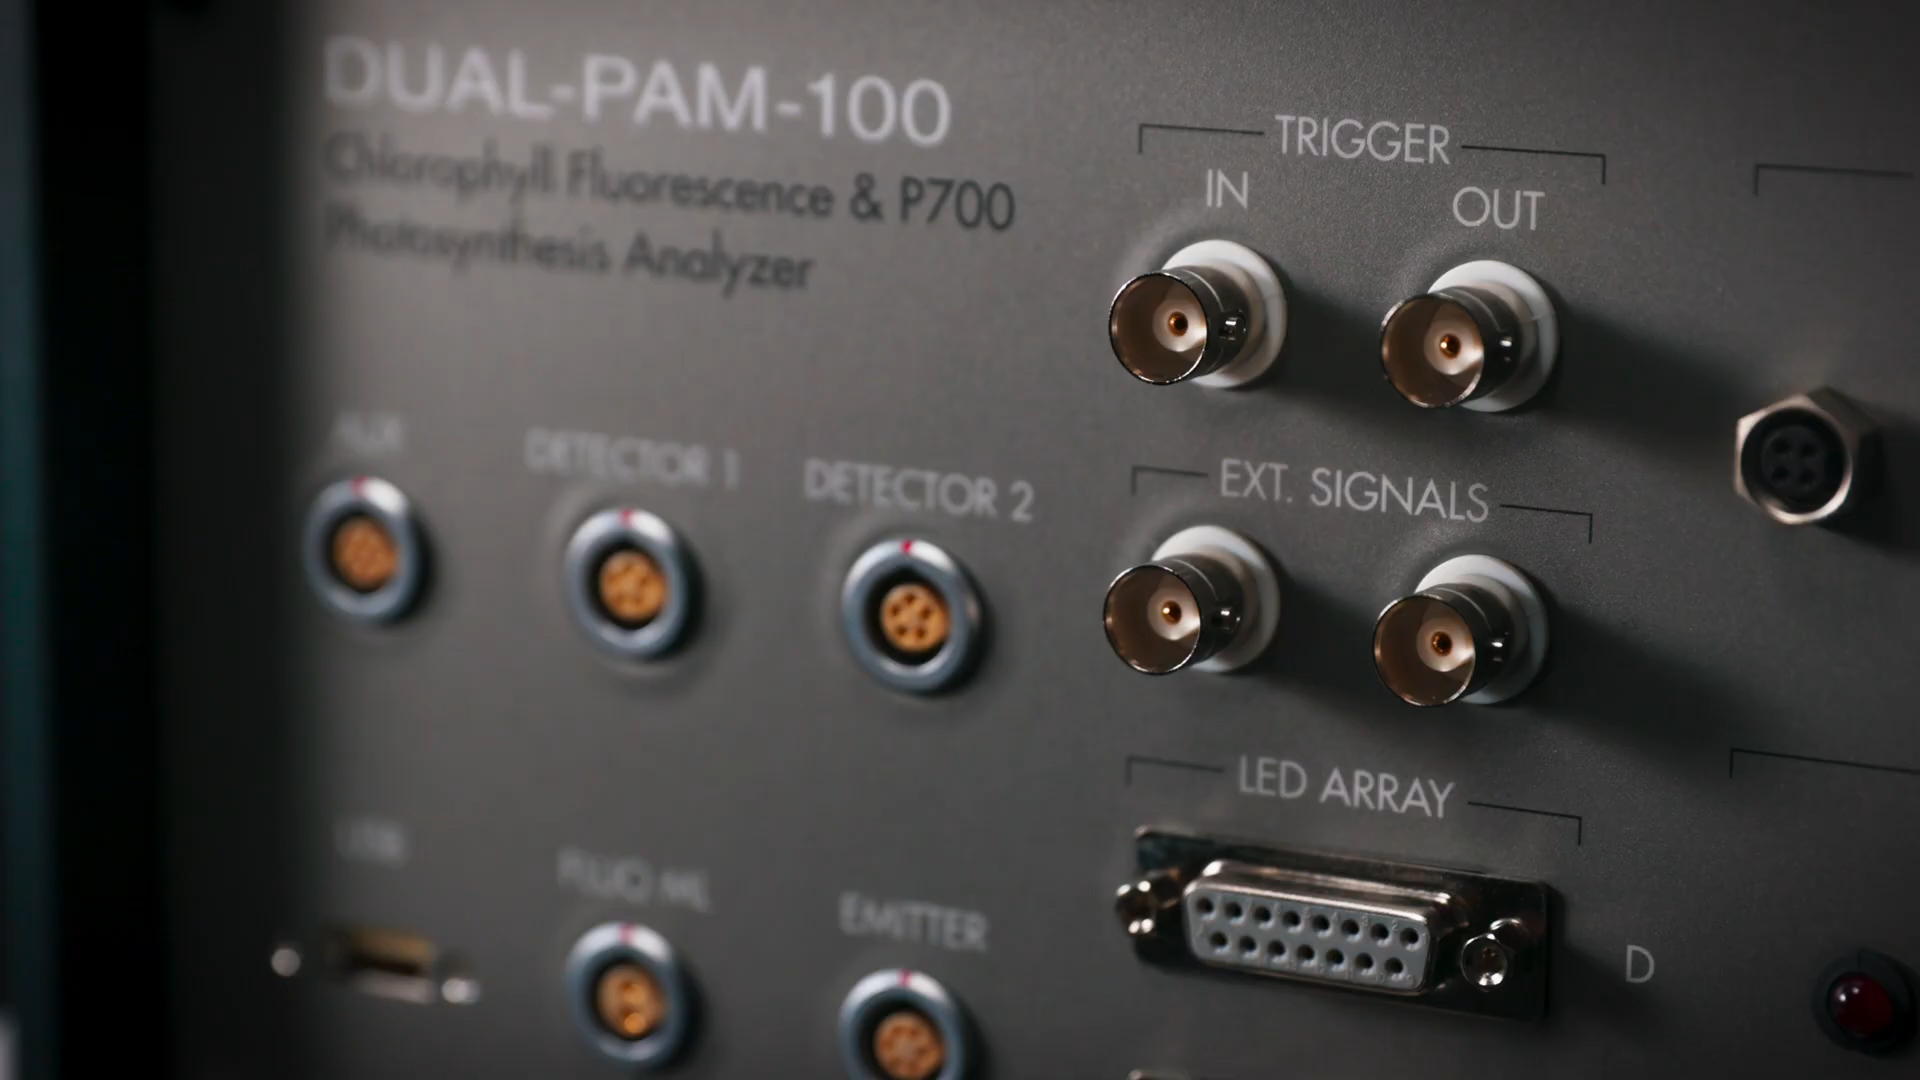 DUAL-PAM-100
Chlorophyll Fluorescence & P700
Photosynthesis Analyzer
TRIGGER
IN
OUT
AUX
DETECTOR 1
DETECTOR 2
EXT. SIGNALS
LED ARRAY
FLUO ML
EMITTER
D